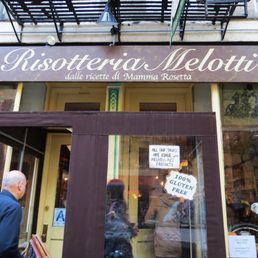 Risotteria Melotti
dalle ricette di Mamma Rosetta
A
100%
GLUTEN
FREE